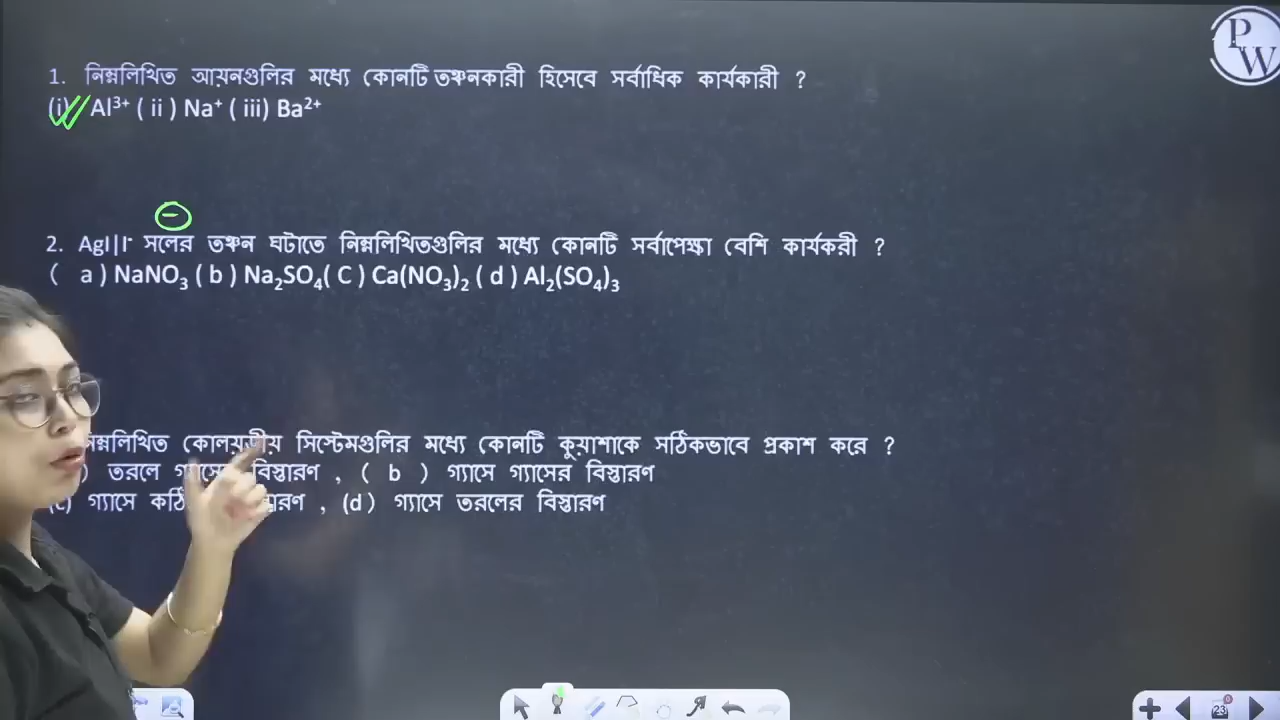 PW
1. নিম্নলিখিত আয়নগুলির মধ্যে কোনটি তঞ্চনকারী হিসেবে সর্বাধিক কার্যকারী ?
(i) Al³⁺ ( ii ) Na⁺ ( iii) Ba²⁺
−
2. AgI|I⁻ সলের তঞ্চন ঘটাতে নিম্নলিখিতগুলির মধ্যে কোনটি সর্বাপেক্ষা বেশি কার্যকরী ?
( a ) NaNO₃ ( b ) Na₂SO₄( C ) Ca(NO₃)₂ ( d ) Al₂(SO₄)₃
নিম্নলিখিত কোলয়ডীয় সিস্টেমগুলির মধ্যে কোনটি কুয়াশাকে সঠিকভাবে প্রকাশ করে ?
) তরলে গ্যাসের বিস্তারণ , ( b ) গ্যাসে গ্যাসের বিস্তারণ
(c) গ্যাসে , (d ) গ্যাসে তরলের বিস্তারণ
23